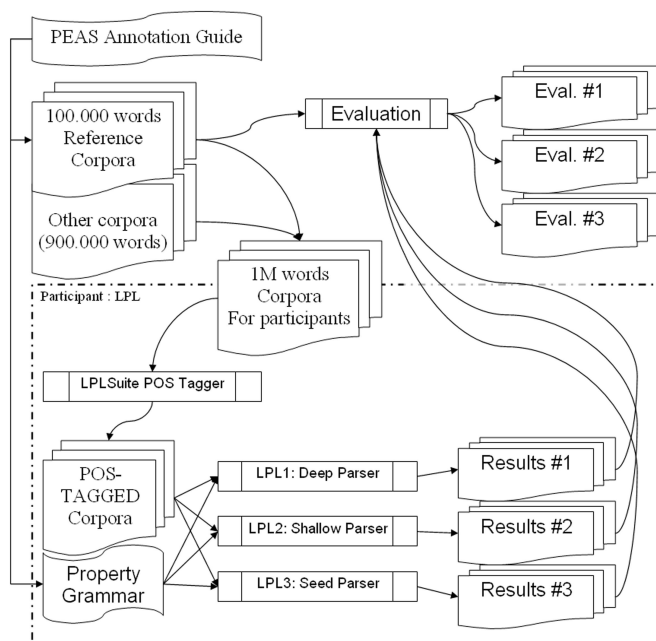 PEAS Annotation Guide
100.000 words
Reference
Corpora
Evaluation
Eval. #1
Eval. #2
Eval. #3
Other corpora
(900.000 words)
1M words
Corpora
For participants
Participant : LPL
LPLSuite POS Tagger
POS-
TAGGED
Corpora
LPL1: Deep Parser
LPL2: Shallow Parser
LPL3: Seed Parser
Results #1
Results #2
Results #3
Property
Grammar